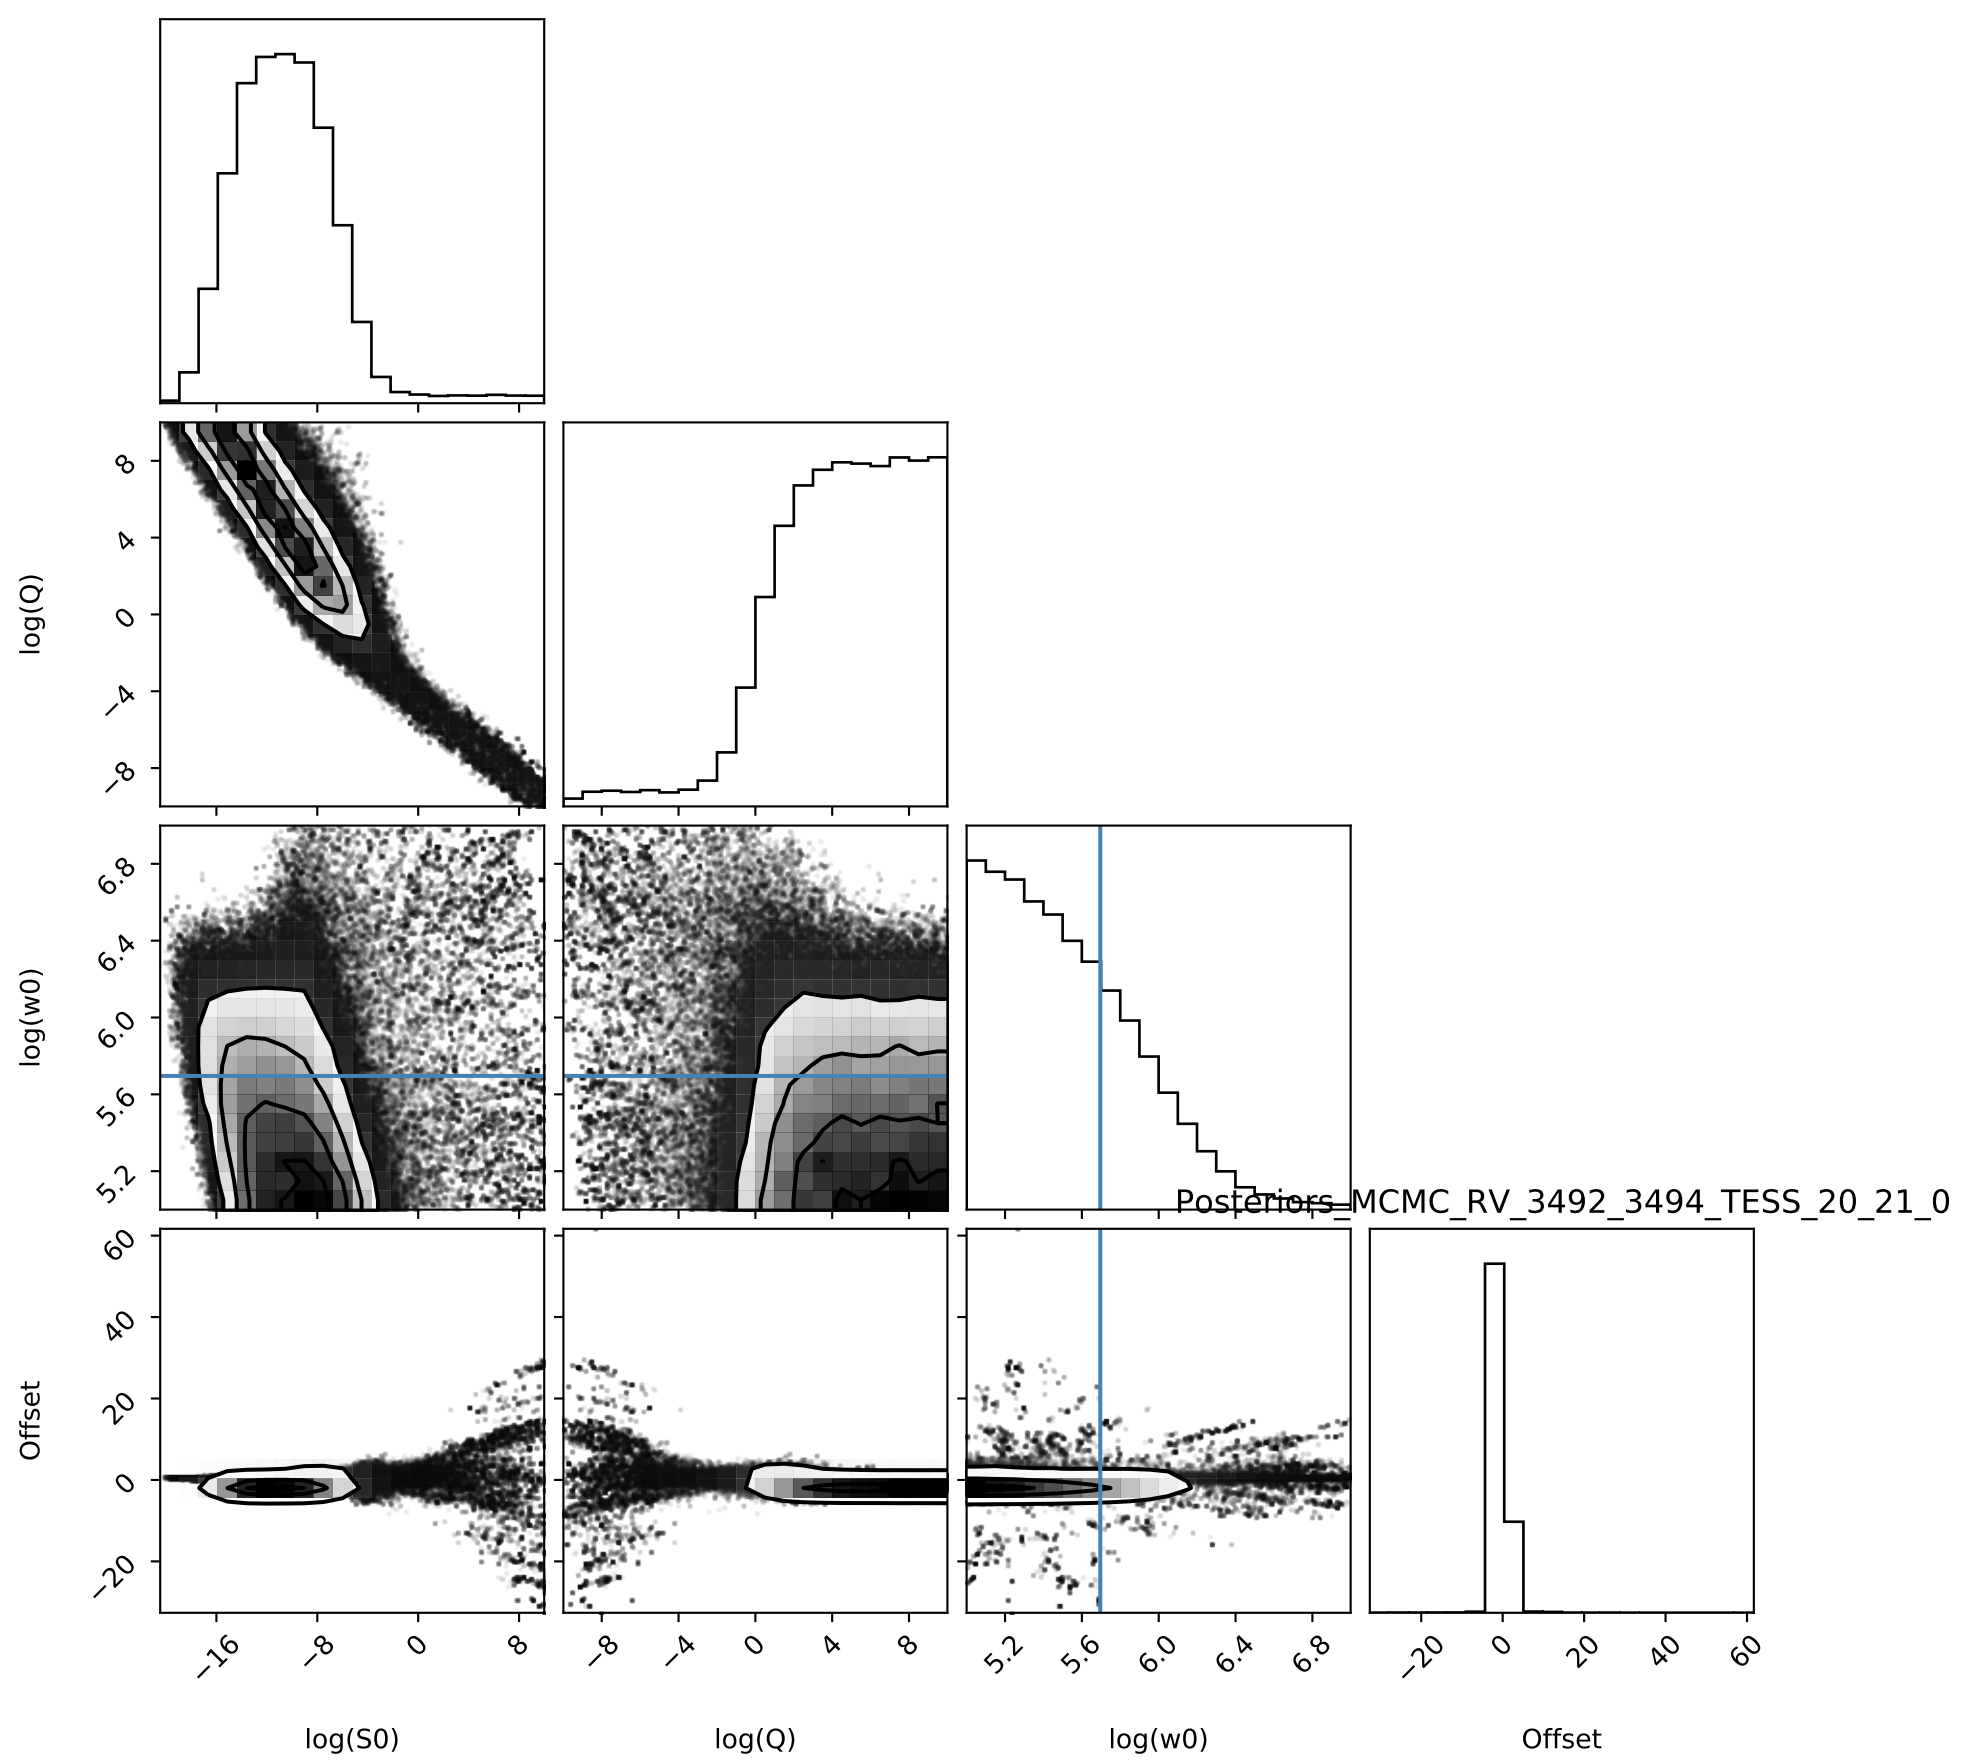 8
4
0
−4
−8
log(Q)
6.8
6.4
6.0
5.6
5.2
log(w0)
Posteriors_MCMC_RV_3492_3494_TESS_20_21_0
60
40
20
0
−20
Offset
−16 −8 0 8
−8 −4 0 4 8
5.2 5.6 6.0 6.4 6.8
−20 0 20 40 60
log(S0) log(Q) log(w0) Offset